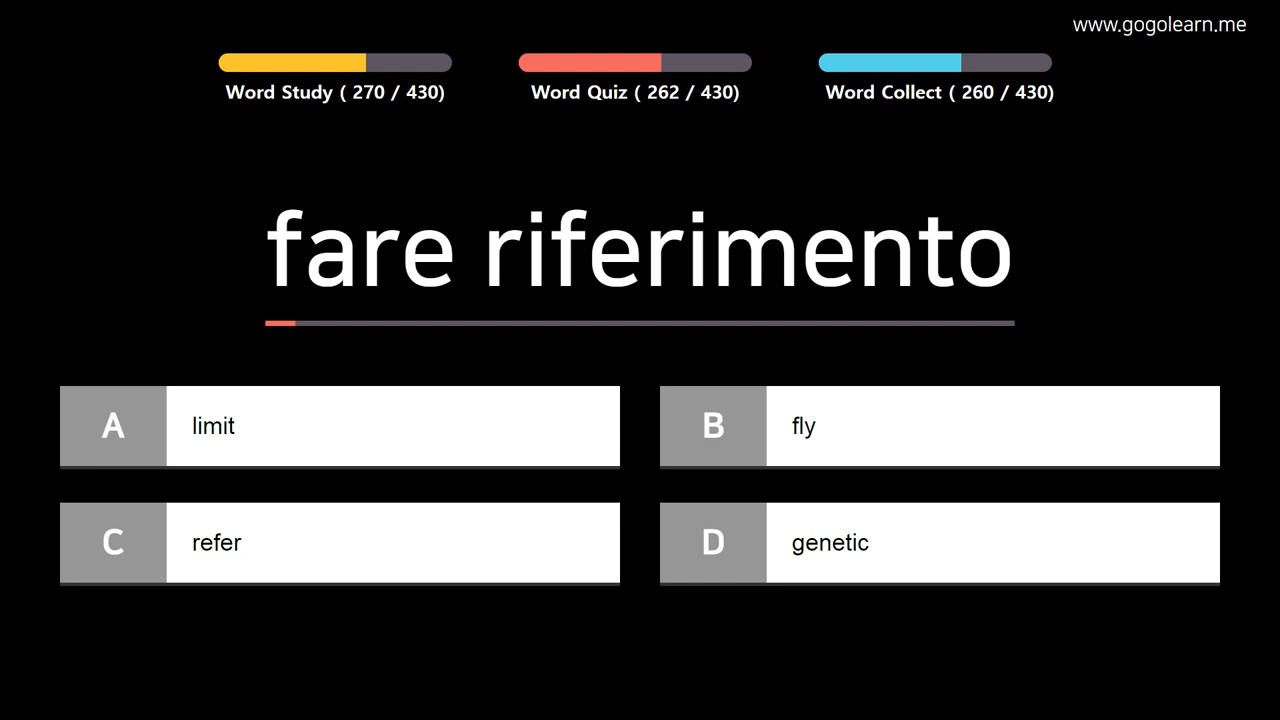 www.gogolearn.me
Word Study ( 270 / 430)
Word Quiz ( 262 / 430)
Word Collect ( 260 / 430)
fare riferimento
A limit
B fly
C refer
D genetic